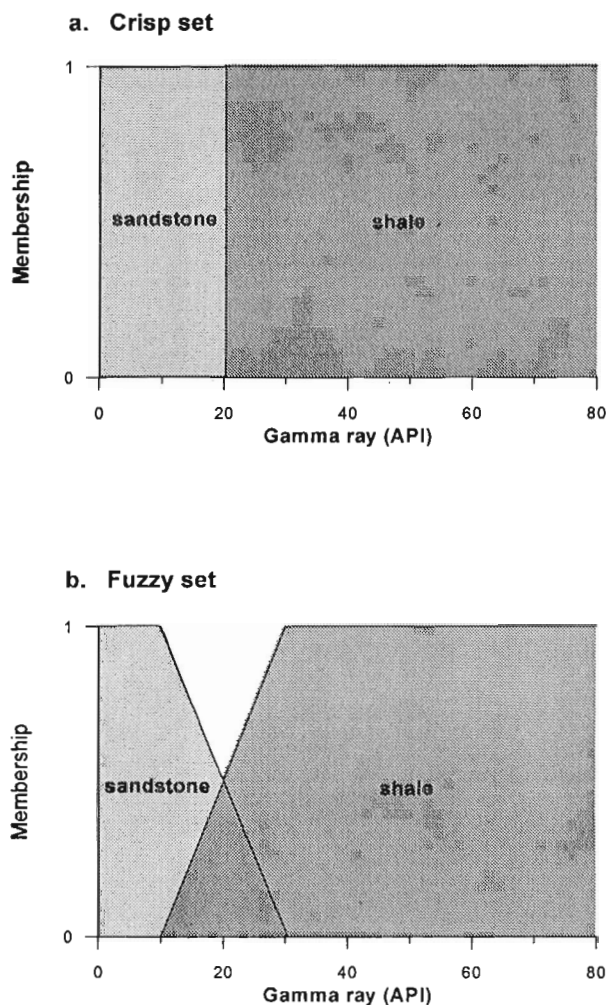 a. Crisp set
1
Membership
sandstone
shale
0
0 20 40 60 80
Gamma ray (API)
b. Fuzzy set
1
Membership
sandstone
shale
0
0 20 40 60 80
Gamma ray (API)